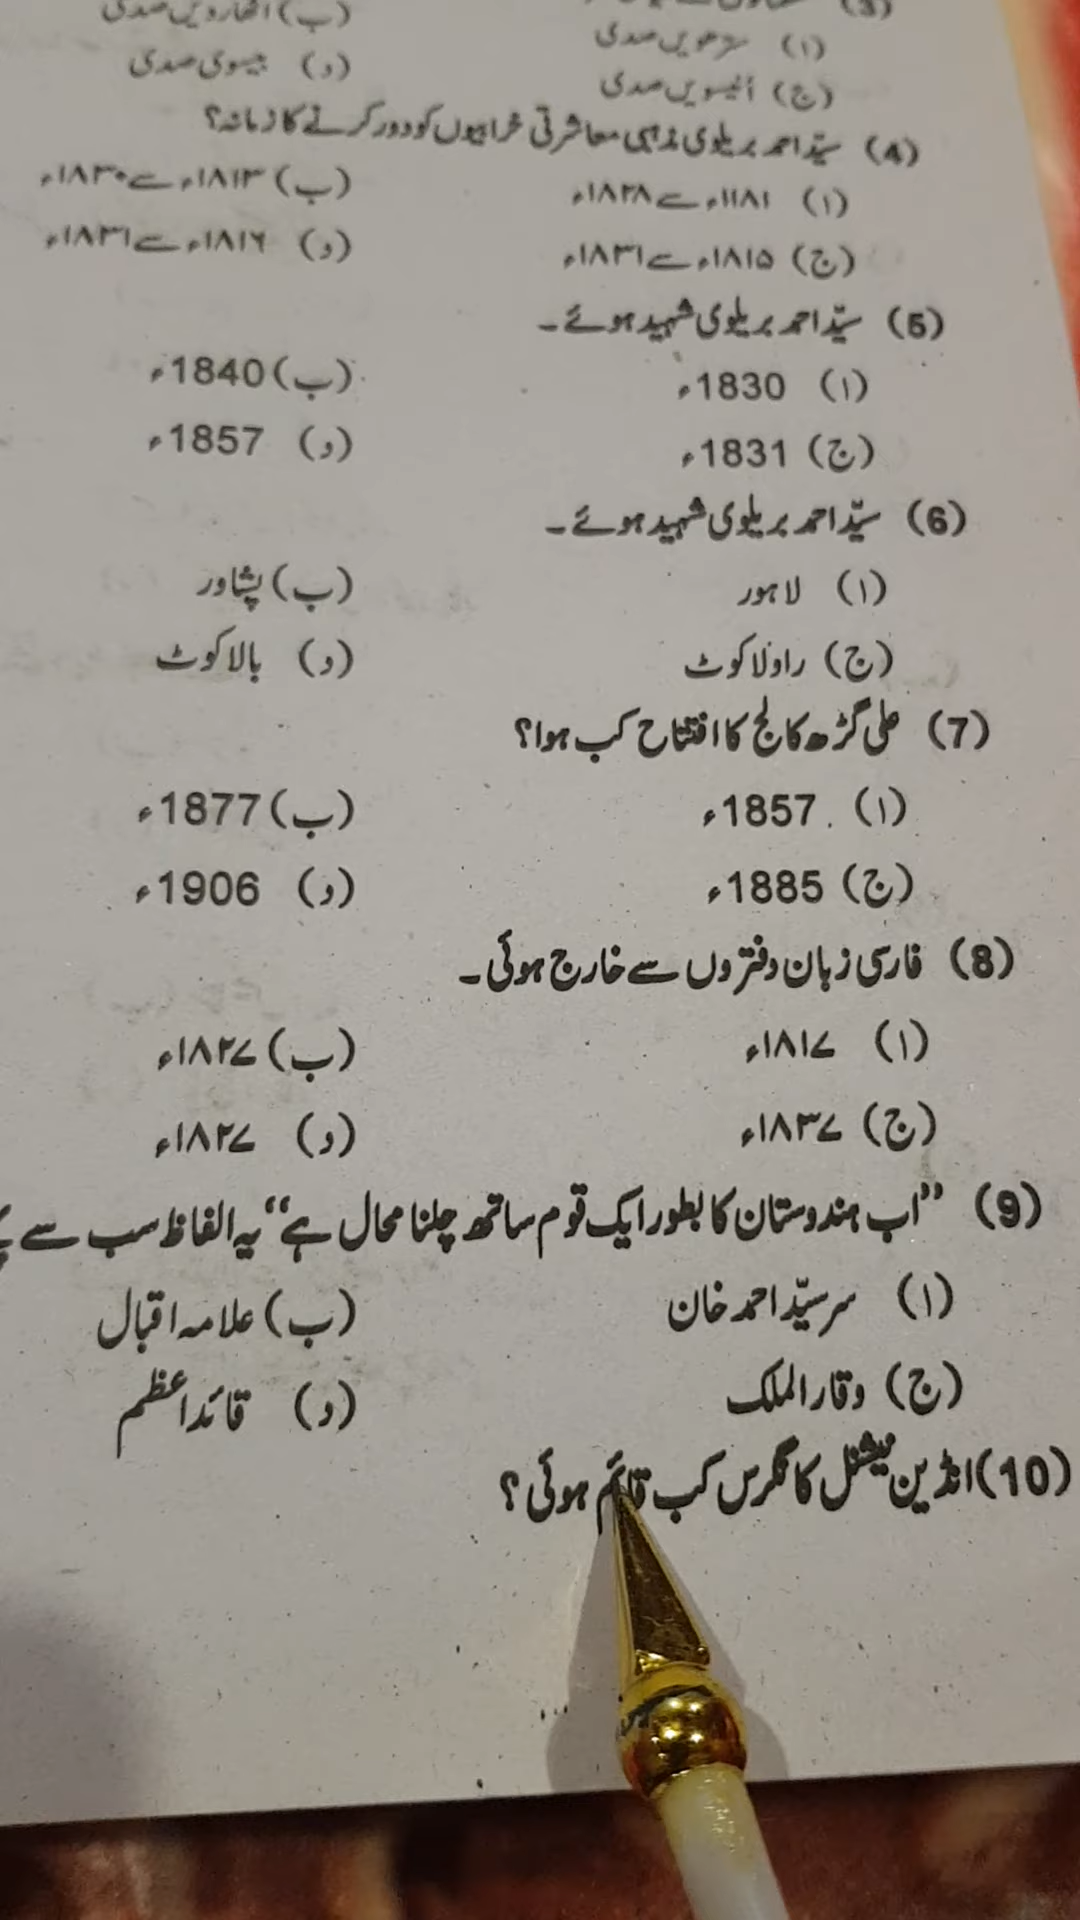 (3)
(ا) سترھویں صدی (ب) اٹھارویں صدی
(ج) انیسویں صدی (د) بیسوی صدی
(4) سیّد احمد بریلوی مذہبی معاشرتی خرابیوں کو دور کرنے کا زمانہ؟
(ا) ۱۱۸۱ء سے ۱۸۲۸ء (ب) ۱۸۱۳ء سے ۱۸۳۰ء
(ج) ۱۸۱۵ء سے ۱۸۳۱ء (د) ۱۸۱۶ء سے ۱۸۳۱ء
(5) سیّد احمد بریلوی شہید ہوئے۔
(ا) 1830ء (ب) 1840ء
(ج) 1831ء (د) 1857ء
(6) سیّد احمد بریلوی شہید ہوئے۔
(ا) لاہور (ب) پشاور
(ج) راولاکوٹ (د) بالاکوٹ
(7) علی گڑھ کالج کا افتتاح کب ہوا؟
(ا) 1857ء (ب) 1877ء
(ج) 1885ء (د) 1906ء
(8) فارسی زبان دفتروں سے خارج ہوئی۔
(ا) ۱۸۱۷ء (ب) ۱۸۲۷ء
(ج) ۱۸۳۷ء (د) ۱۸۲۷ء
(9) ”اب ہندوستان کا بطور ایک قوم ساتھ چلنا محال ہے“ یہ الفاظ سب سے
(ا) سر سیّد احمد خان (ب) علامہ اقبال
(ج) وقار الملک (د) قائد اعظم
(10) انڈین نیشنل کانگرس کب قائم ہوئی؟